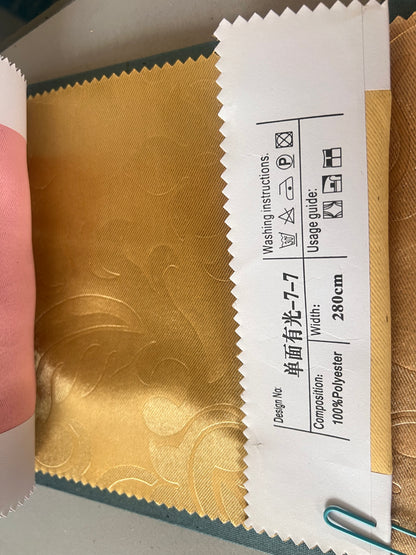 Design No:
单面有光-7-7
Composition:
100%Polyester
Width:
280cm
Washing instructions.
P
Usage guide: